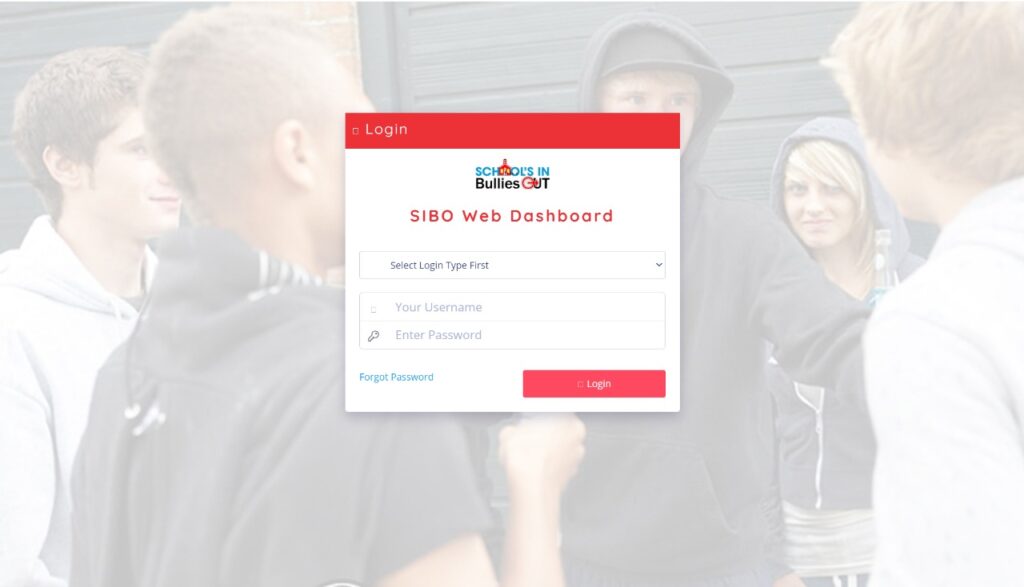 Login
SCHOOL'S IN
Bullies OUT
SIBO Web Dashboard
Select Login Type First
Your Username
Enter Password
Forgot Password
Login